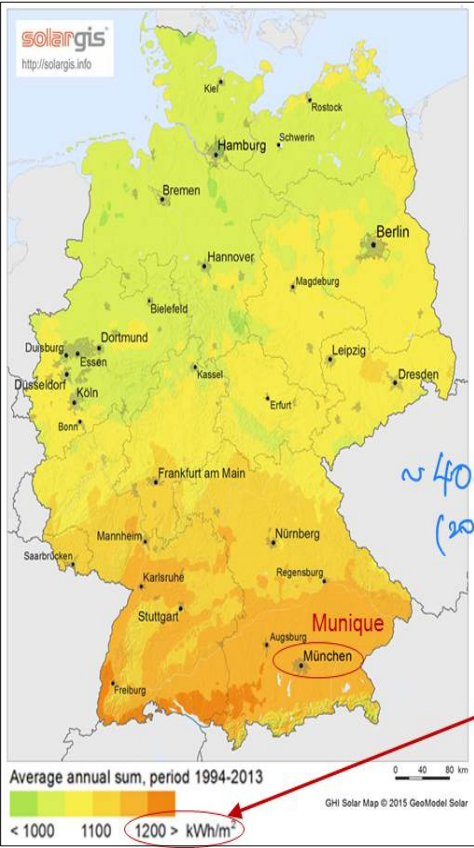 solargis
http://solargis.info
Kiel
Rostock
Schwerin
Hamburg
Bremen
Berlin
Hannover
Magdeburg
Bielefeld
Dortmund
Duisburg
Essen
Leipzig
Düsseldorf
Kassel
Dresden
Köln
Erfurt
Bonn
~40
(20
Frankfurt am Main
Mannheim
Nürnberg
Saarbrücken
Karlsruhe
Regensburg
Stuttgart
Munique
Augsburg
München
Freiburg
Average annual sum, period 1994-2013
0 40 80 km
< 1000 1100 1200 > kWh/m²
GHI Solar Map © 2015 GeoModel Solar